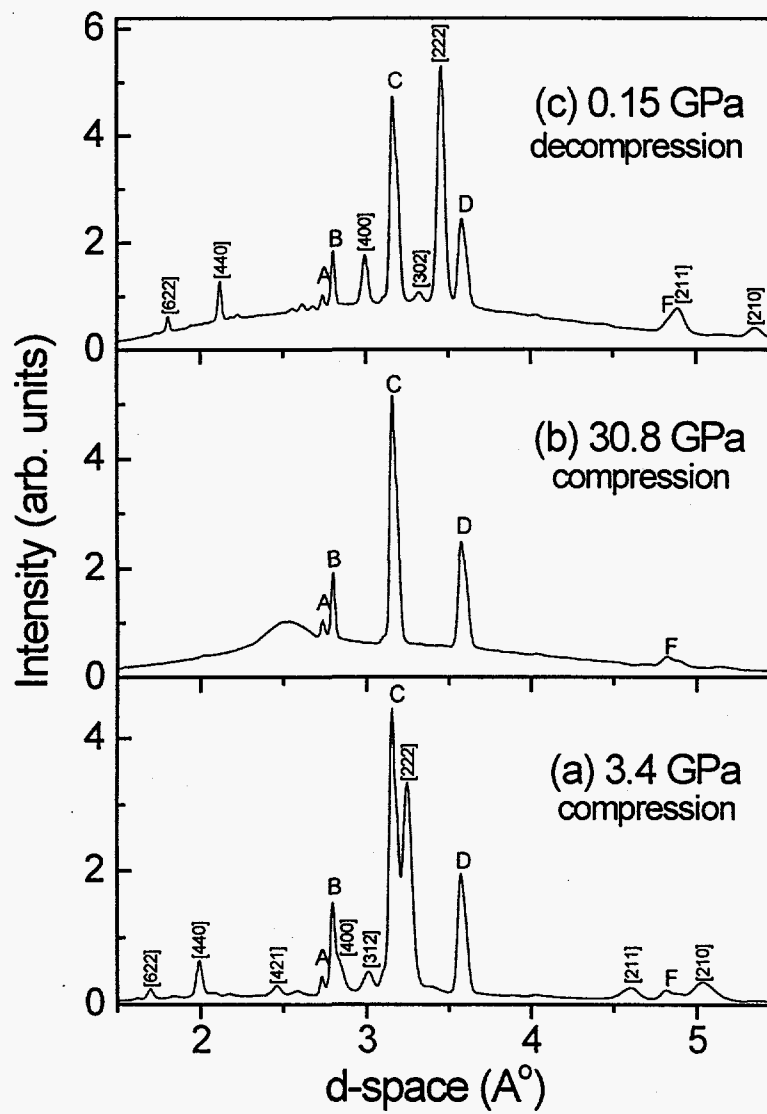 Intensity (arb. units)
6
4
2
0
(c) 0.15 GPa
decompression
[622]
[440]
A
B
[400]
C
[302]
[222]
D
F
[211]
[210]
4
2
0
(b) 30.8 GPa
compression
A
B
C
D
F
4
2
0
(a) 3.4 GPa
compression
[622]
[440]
[421]
A
B
[400]
[312]
C
[222]
D
[211]
F
[210]
2
3
4
5
d-space (A°)